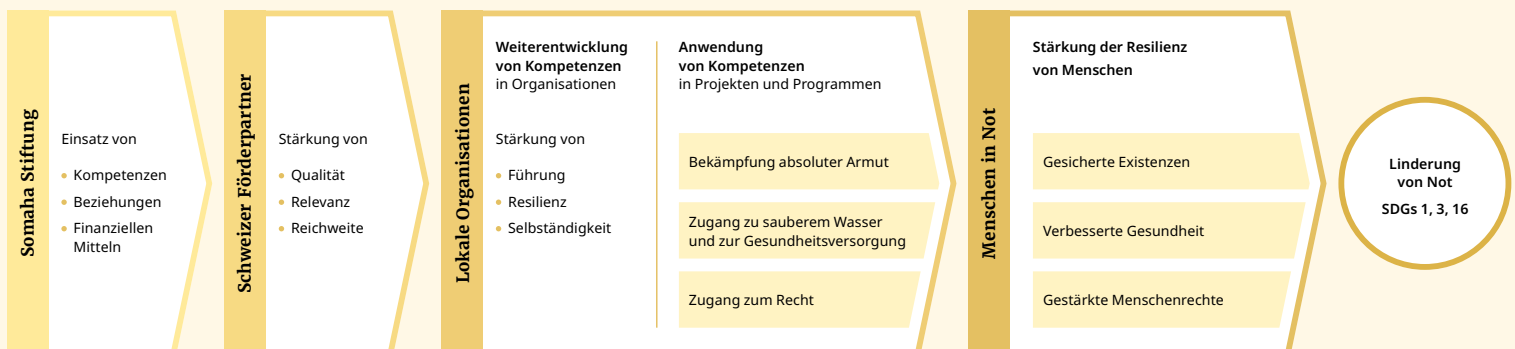 Somaha Stiftung
Einsatz von
Kompetenzen
Beziehungen
Finanziellen
Mitteln
Schweizer Förderpartner
Stärkung von
Qualität
Relevanz
Reichweite
Lokale Organisationen
Weiterentwicklung
von Kompetenzen
in Organisationen
Stärkung von
Führung
Resilienz
Selbständigkeit
Anwendung
von Kompetenzen
in Projekten und Programmen
Bekämpfung absoluter Armut
Zugang zu sauberem Wasser
und zur Gesundheitsversorgung
Zugang zum Recht
Menschen in Not
Stärkung der Resilienz
von Menschen
Gesicherte Existenzen
Verbesserte Gesundheit
Gestärkte Menschenrechte
Linderung
von Not
SDGs 1, 3, 16